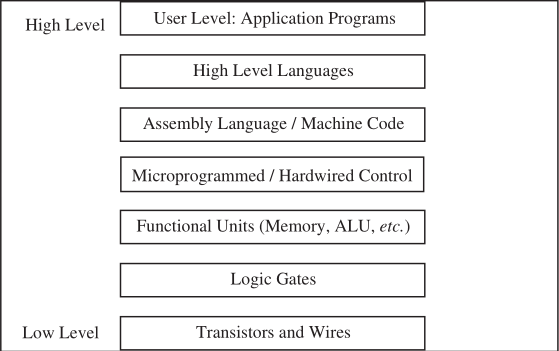 High Level
User Level: Application Programs
High Level Languages
Assembly Language / Machine Code
Microprogrammed / Hardwired Control
Functional Units (Memory, ALU, etc.)
Logic Gates
Low Level
Transistors and Wires